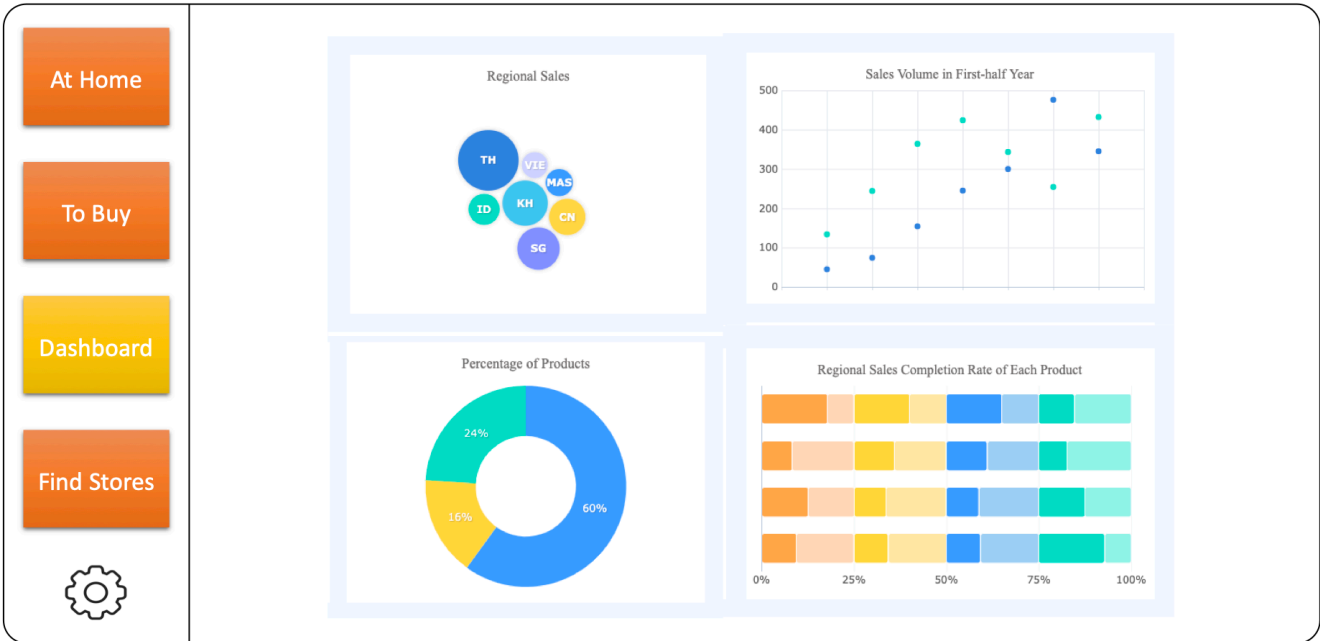 At Home
To Buy
Dashboard
Find Stores
Regional Sales
TH
VIE
MAS
ID
KH
CN
SG
Sales Volume in First-half Year
500
400
300
200
100
0
Percentage of Products
24%
16%
60%
Regional Sales Completion Rate of Each Product
0% 25% 50% 75% 100%